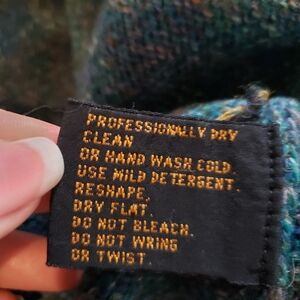 PROFESSIONALLY DRY
CLEAN
OR HAND WASH COLD.
USE MILD DETERGENT.
RESHAPE.
DRY FLAT.
DO NOT BLEACH.
DO NOT WRING
OR TWIST.